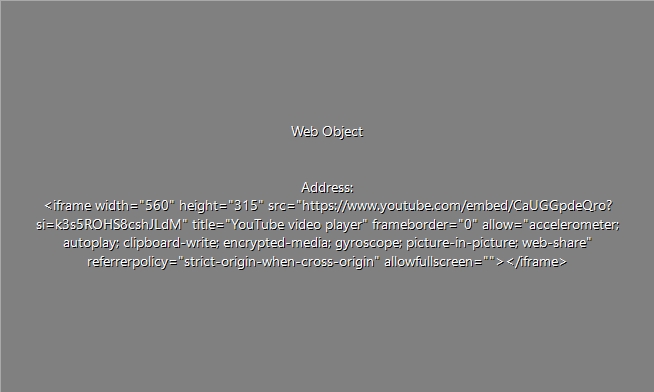 Web Object
Address:
<iframe width="560" height="315" src="https://www.youtube.com/embed/CaUGGpdeQro?
si=k3s5ROHS8cshJLdM" title="YouTube video player" frameborder="0" allow="accelerometer;
autoplay; clipboard-write; encrypted-media; gyroscope; picture-in-picture; web-share"
referrerpolicy="strict-origin-when-cross-origin" allowfullscreen=""></iframe>